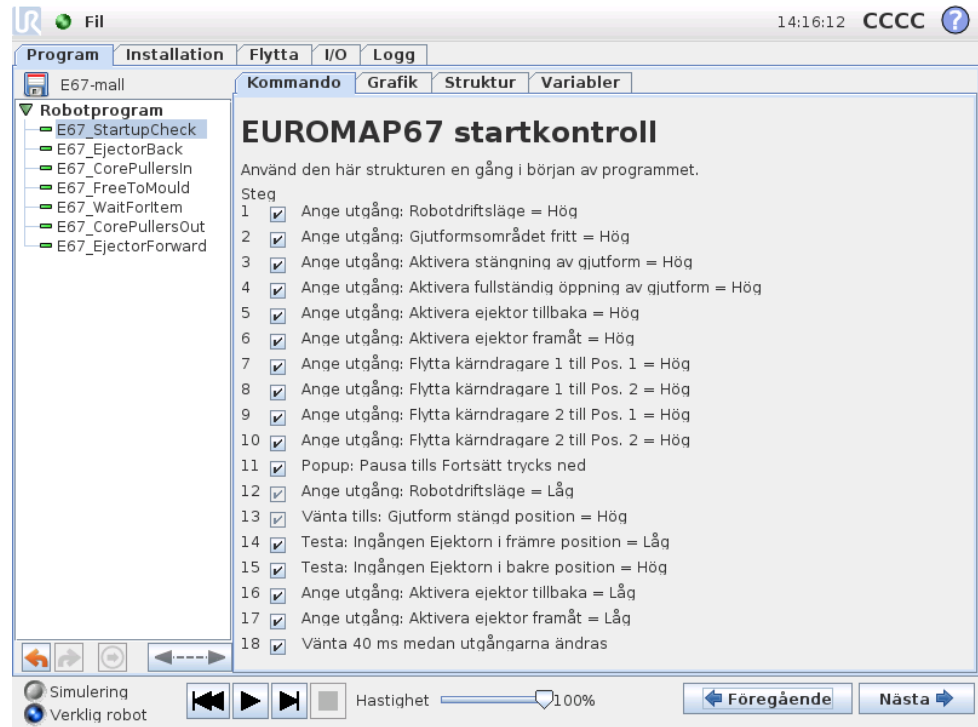 UR Fil 14:16:12 CCCC ?
Program Installation Flytta I/O Logg
E67-mall
Kommando Grafik Struktur Variabler
Robotprogram
E67_StartupCheck
E67_EjectorBack
E67_CorePullersIn
E67_FreeToMould
E67_WaitForItem
E67_CorePullersOut
E67_EjectorForward
EUROMAP67 startkontroll
Använd den här strukturen en gång i början av programmet.
Steg
1 Ange utgång: Robotdriftsläge = Hög
2 Ange utgång: Gjutformsområdet fritt = Hög
3 Ange utgång: Aktivera stängning av gjutform = Hög
4 Ange utgång: Aktivera fullständig öppning av gjutform = Hög
5 Ange utgång: Aktivera ejektor tillbaka = Hög
6 Ange utgång: Aktivera ejektor framåt = Hög
7 Ange utgång: Flytta kärndragare 1 till Pos. 1 = Hög
8 Ange utgång: Flytta kärndragare 1 till Pos. 2 = Hög
9 Ange utgång: Flytta kärndragare 2 till Pos. 1 = Hög
10 Ange utgång: Flytta kärndragare 2 till Pos. 2 = Hög
11 Popup: Pausa tills Fortsätt trycks ned
12 Ange utgång: Robotdriftsläge = Låg
13 Vänta tills: Gjutform stängd position = Hög
14 Testa: Ingången Ejektorn i främre position = Låg
15 Testa: Ingången Ejektorn i bakre position = Hög
16 Ange utgång: Aktivera ejektor tillbaka = Låg
17 Ange utgång: Aktivera ejektor framåt = Låg
18 Vänta 40 ms medan utgångarna ändras
Simulering
Verklig robot
Hastighet 100%
Föregående Nästa